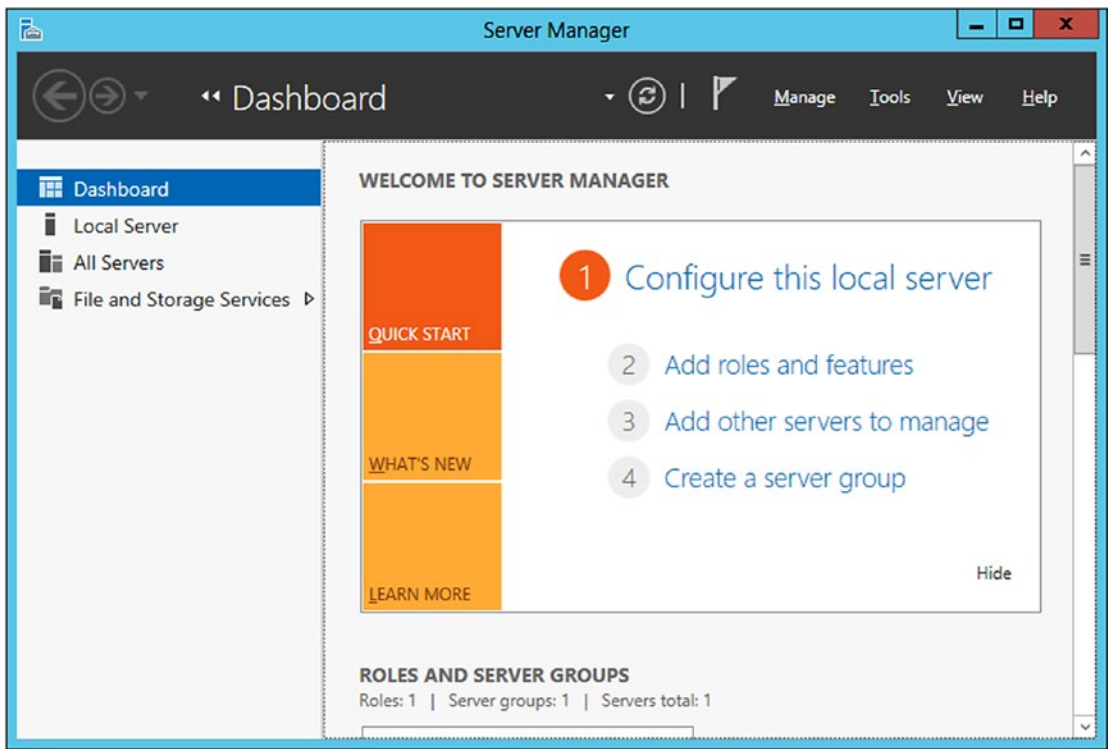 Server Manager
Dashboard
Manage Tools View Help
Dashboard
Local Server
All Servers
File and Storage Services
WELCOME TO SERVER MANAGER
QUICK START
WHAT'S NEW
LEARN MORE
1 Configure this local server
2 Add roles and features
3 Add other servers to manage
4 Create a server group
Hide
ROLES AND SERVER GROUPS
Roles: 1 | Server groups: 1 | Servers total: 1